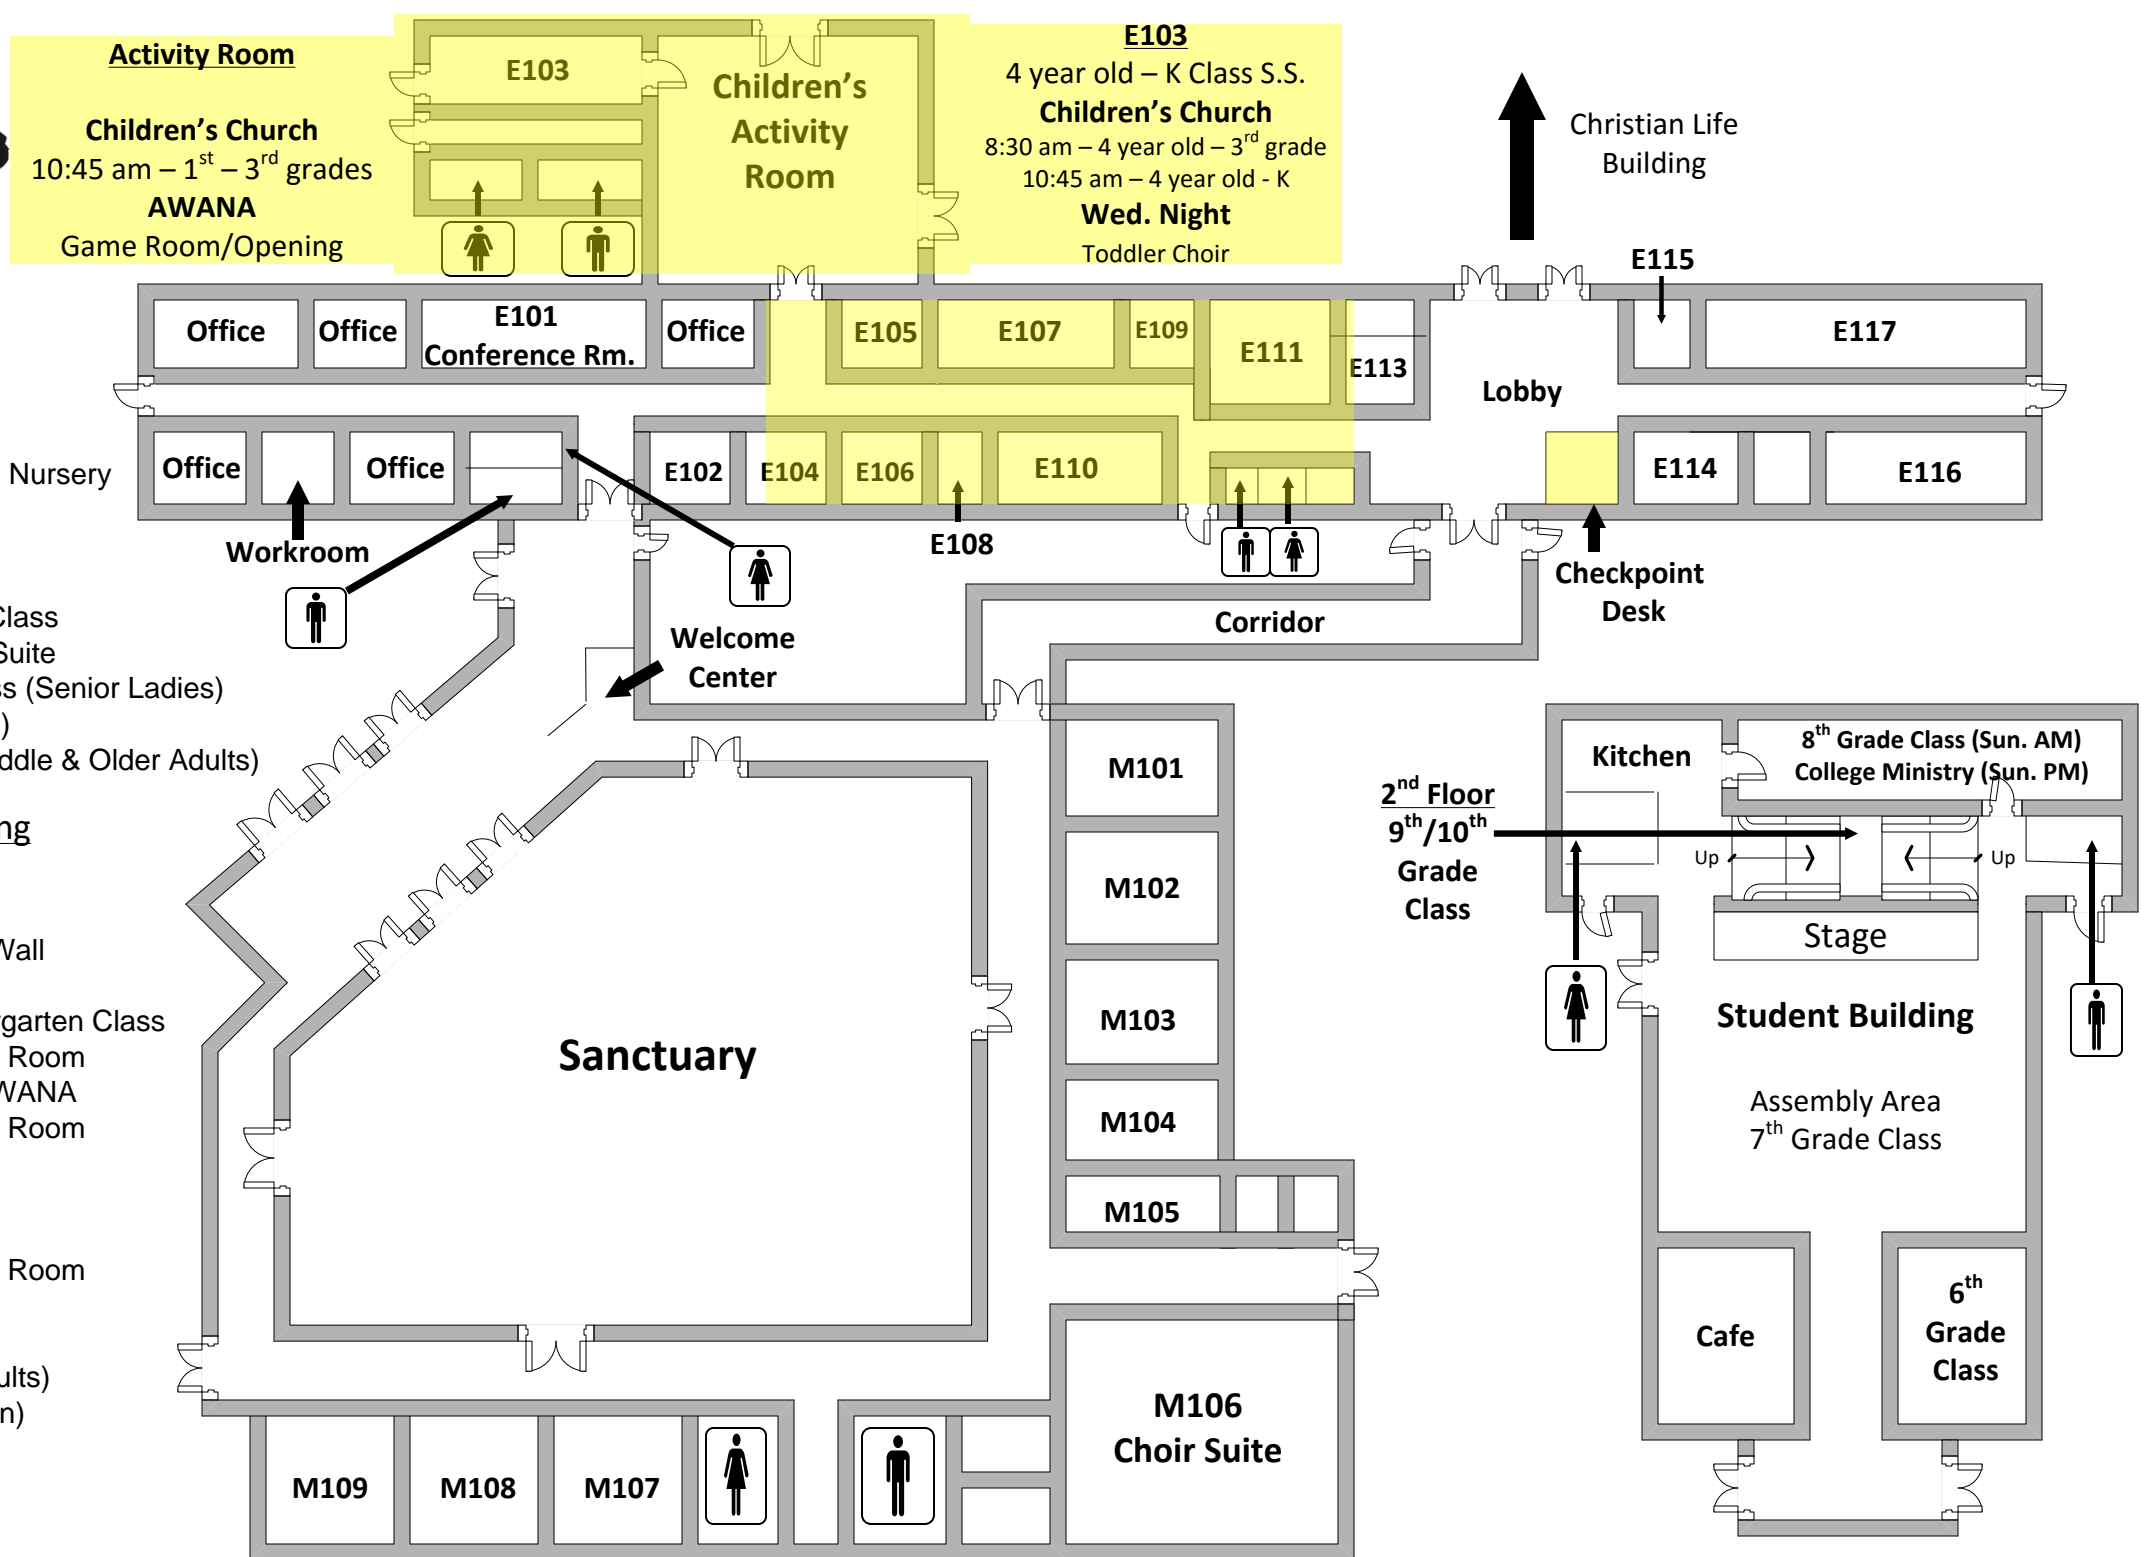 Activity Room
Children's Church
10:45 am – 1st – 3rd grades
AWANA
Game Room/Opening
E103
Children's
Activity
Room
E103
4 year old – K Class S.S.
Children's Church
8:30 am – 4 year old – 3rd grade
10:45 am – 4 year old - K
Wed. Night
Toddler Choir
Christian Life
Building
E115
Office
Office
E101
Conference Rm.
Office
E105
E107
E109
E111
E113
Lobby
E117
Nursery
Office
Office
E102
E104
E106
E110
E114
E116
Workroom
E108
Checkpoint
Desk
Corridor
Welcome
Center
Class
Suite
(Senior Ladies)
)
& Older Adults)
Wall
Class
Room
AWANA
Room
Room
M101
M102
M103
M104
M105
Sanctuary
M106
Choir Suite
M109
M108
M107
Kitchen
8th Grade Class (Sun. AM)
College Ministry (Sun. PM)
2nd Floor
9th/10th
Grade
Class
Up
Up
Stage
Student Building
Assembly Area
7th Grade Class
Cafe
6th
Grade
Class